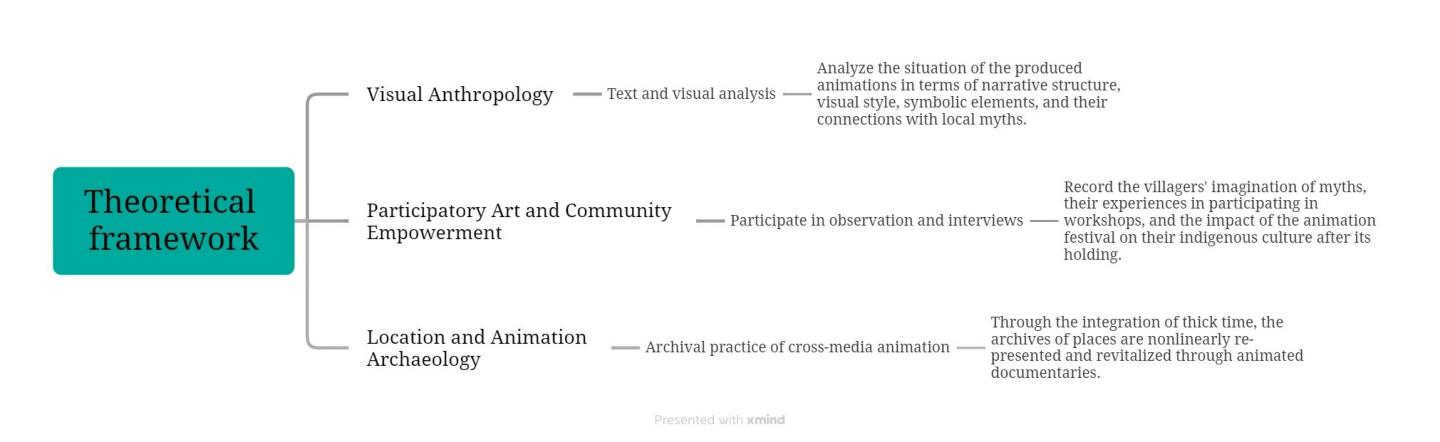 Theoretical
framework
Visual Anthropology
Text and visual analysis
Analyze the situation of the produced
animations in terms of narrative structure,
visual style, symbolic elements, and their
connections with local myths.
Participatory Art and Community
Empowerment
Participate in observation and interviews
Record the villagers' imagination of myths,
their experiences in participating in
workshops, and the impact of the animation
festival on their indigenous culture after its
holding.
Location and Animation
Archaeology
Archival practice of cross-media animation
Through the integration of thick time, the
archives of places are nonlinearly re-
presented and revitalized through animated
documentaries.
Presented with xmind